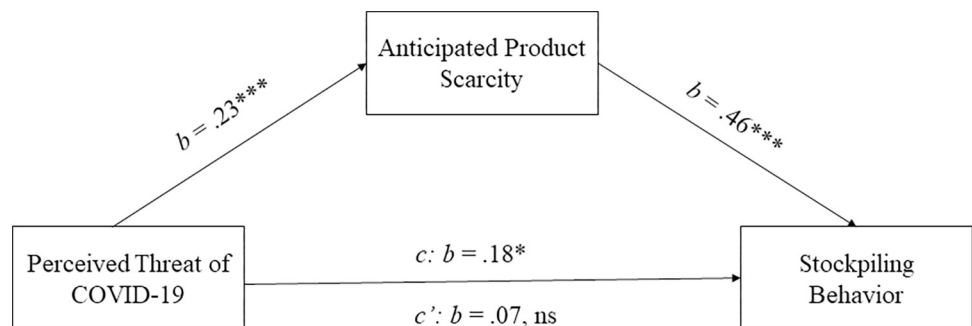 Anticipated Product
Scarcity
b = .23***
b = .46***
Perceived Threat of
COVID-19
c: b = .18*
c’: b = .07, ns
Stockpiling
Behavior